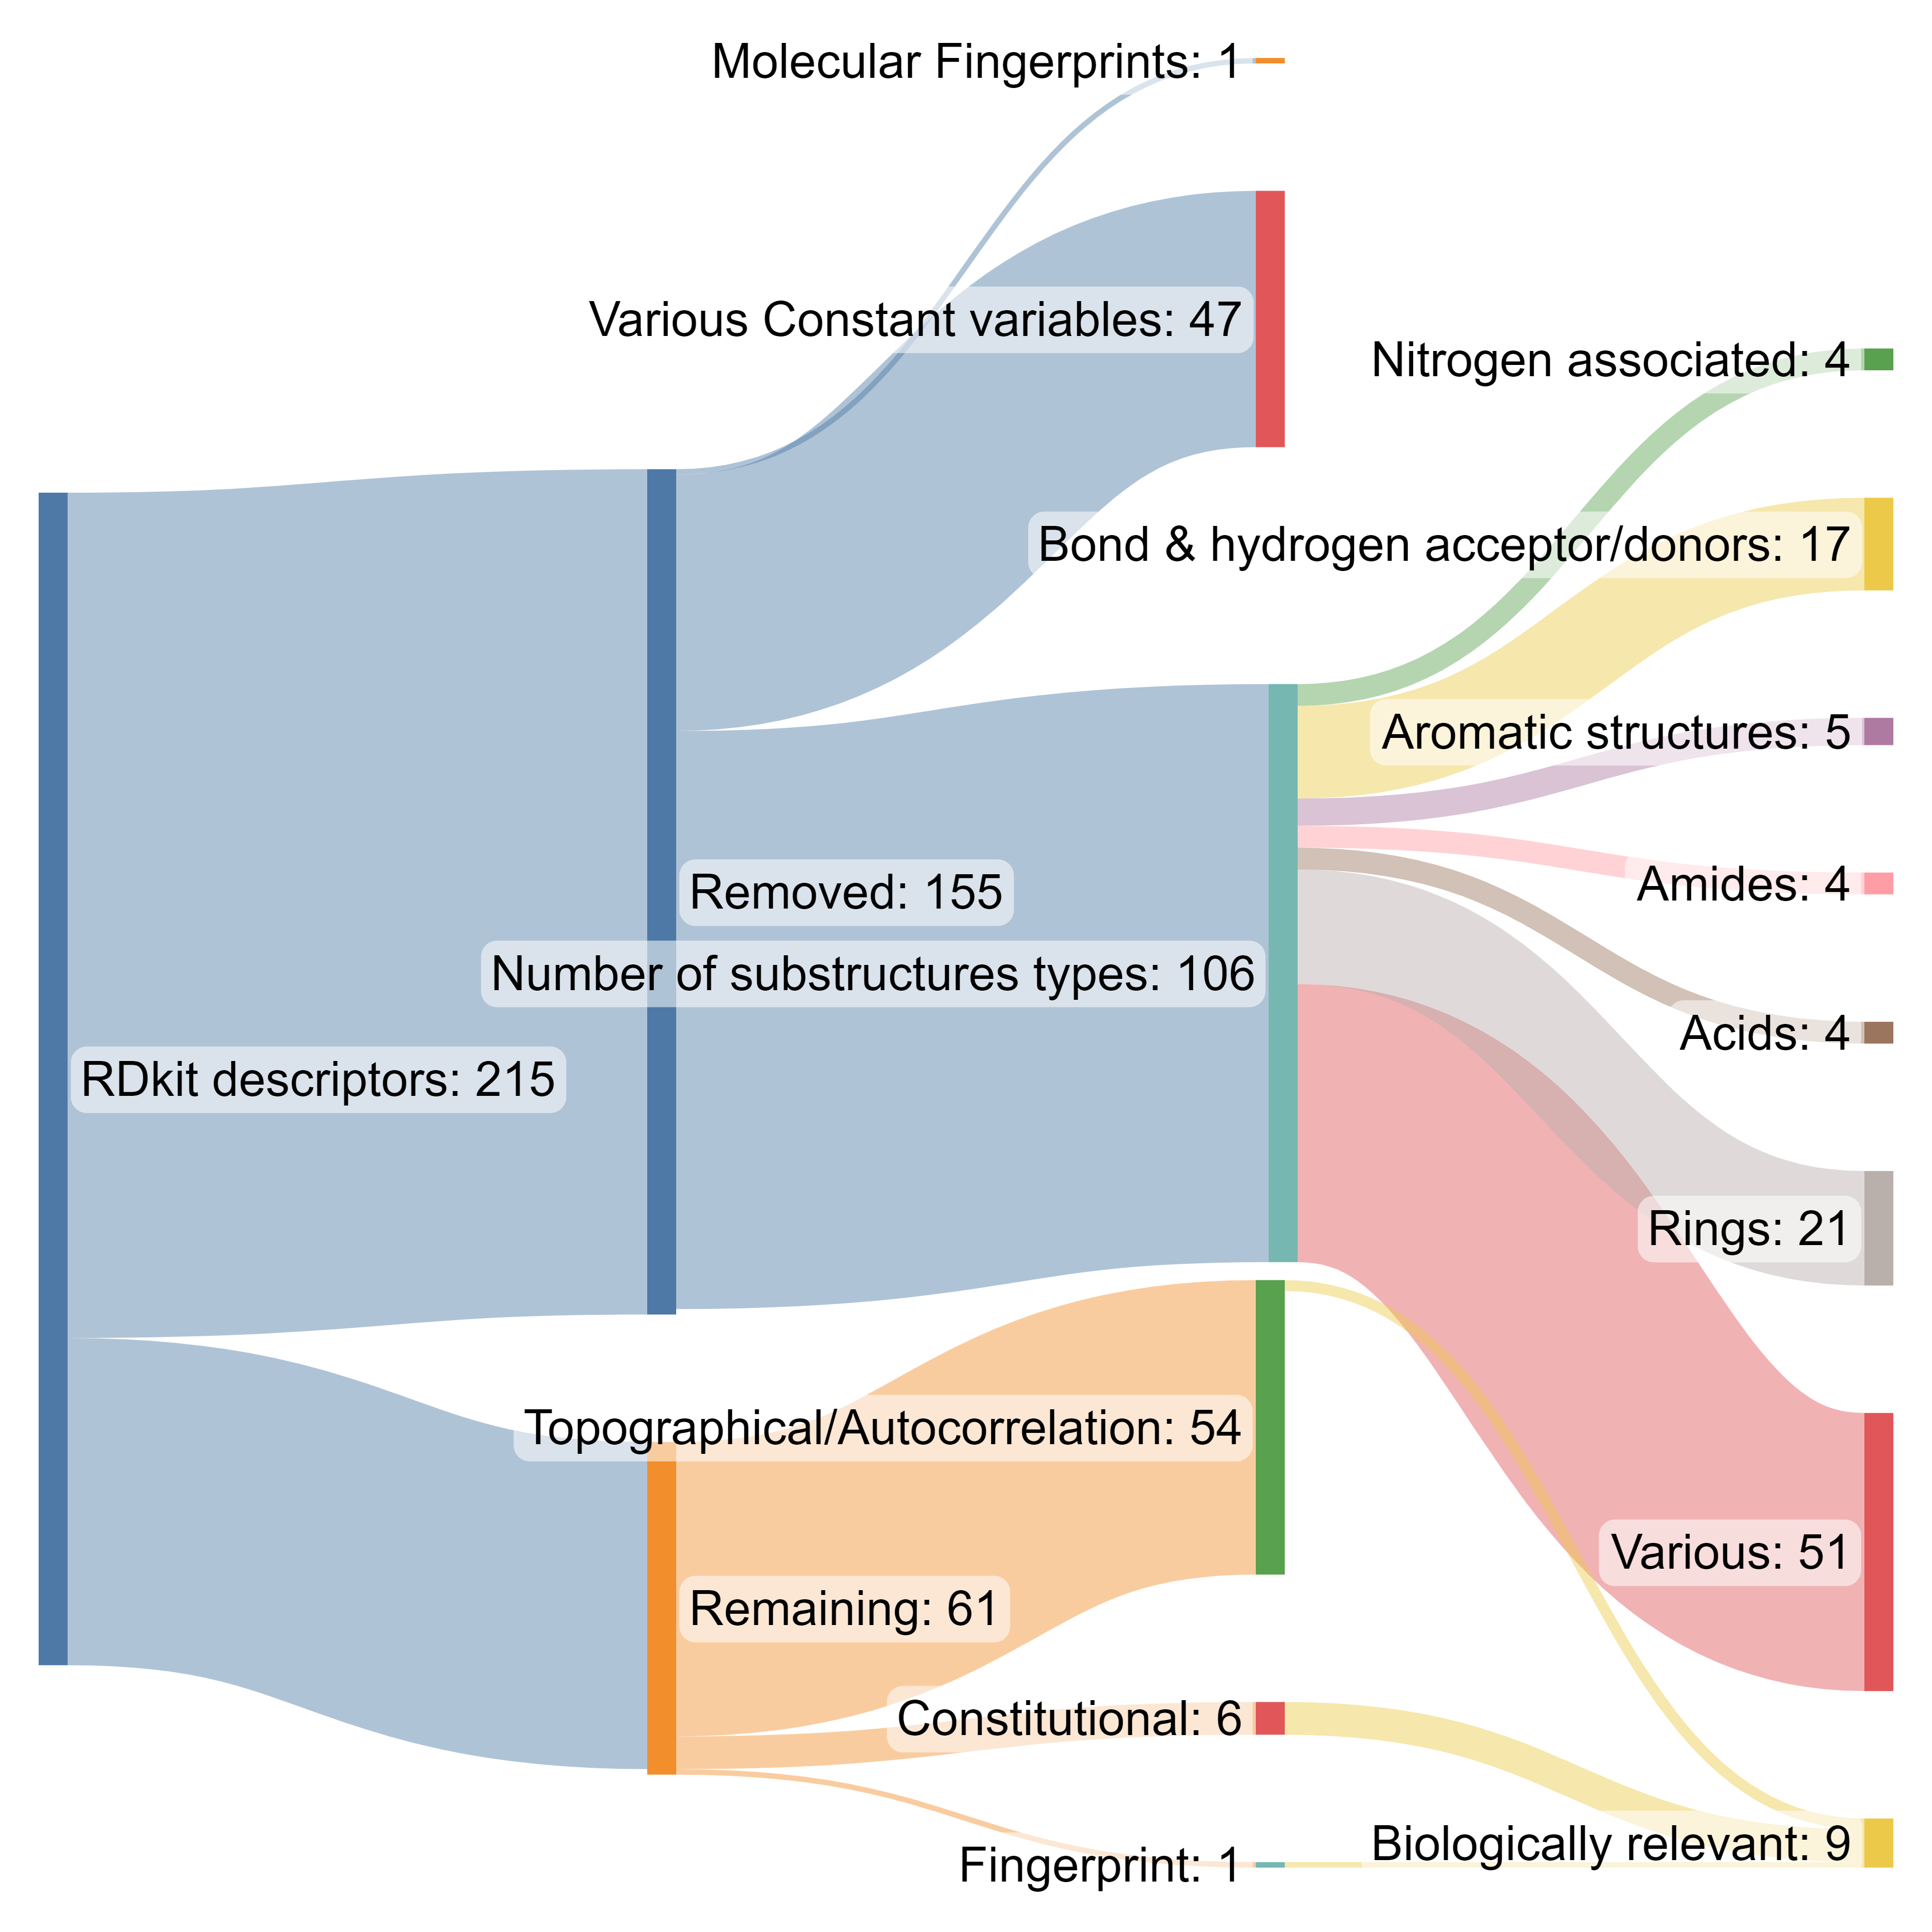 Molecular Fingerprints: 1
Various Constant variables: 47
Nitrogen associated: 4
Bond & hydrogen acceptor/donors: 17
Aromatic structures: 5
Amides: 4
Removed: 155
Number of substructures types: 106
Acids: 4
RDkit descriptors: 215
Rings: 21
Topographical/Autocorrelation: 54
Various: 51
Remaining: 61
Constitutional: 6
Biologically relevant: 9
Fingerprint: 1